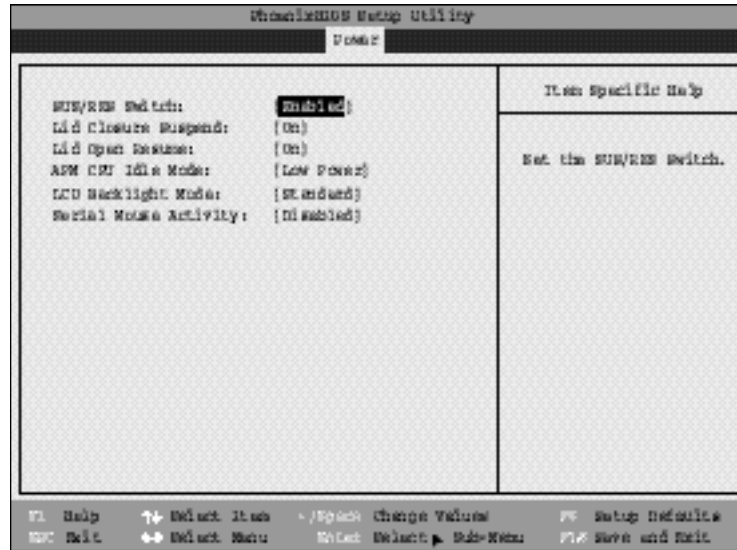 PhoenixBIOS Setup Utility
Power
SUS/RES Switch: [Enabled]
Lid Closure Suspend: [On]
Lid Open Resume: [On]
APM CPU Idle Mode: [Low Power]
LCD Backlight Mode: [Standard]
Serial Mouse Activity: [Disabled]
Item Specific Help
Set the SUS/RES Switch.
F1 Help ↑↓ Select Item -/Space Change Values F9 Setup Defaults
ESC Exit ←→ Select Menu Enter Select ▶ Sub-Menu F10 Save and Exit